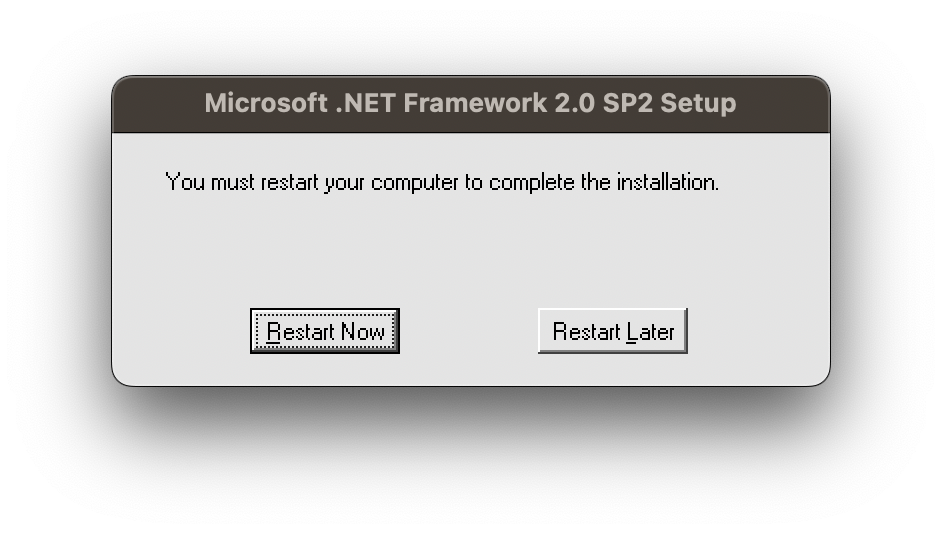 Microsoft .NET Framework 2.0 SP2 Setup
You must restart your computer to complete the installation.
Restart Now
Restart Later